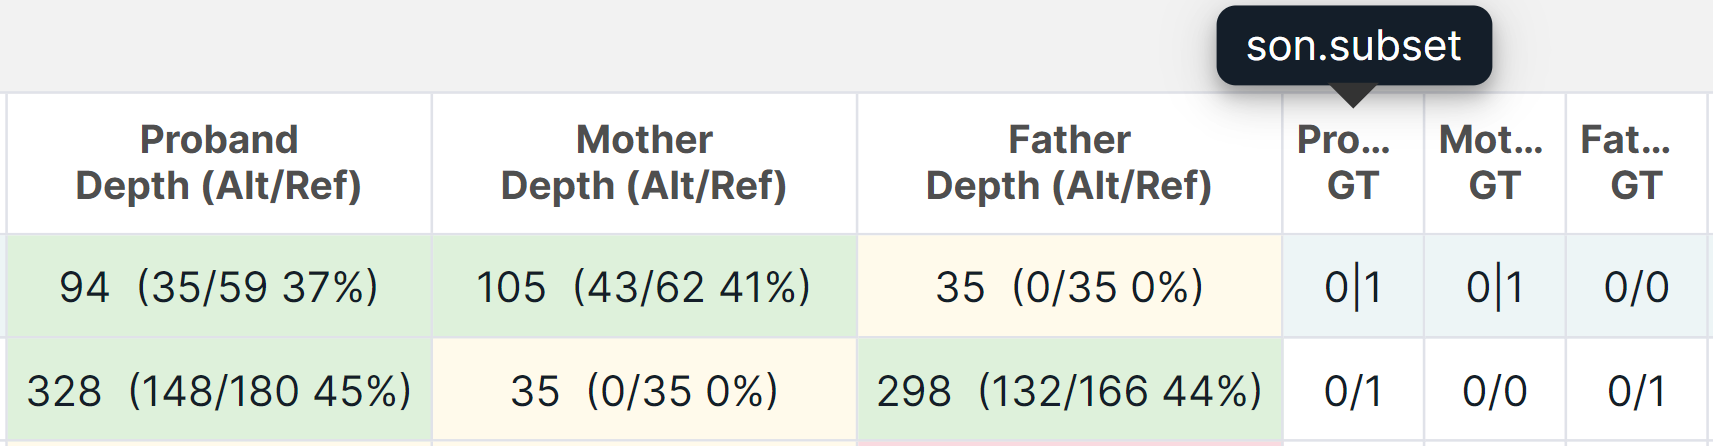 son.subset
Proband Mother Father Pro... Mot... Fat...
Depth (Alt/Ref) Depth (Alt/Ref) Depth (Alt/Ref) GT GT GT
94 (35/59 37%) 105 (43/62 41%) 35 (0/35 0%) 0|1 0|1 0/0
328 (148/180 45%) 35 (0/35 0%) 298 (132/166 44%) 0/1 0/0 0/1